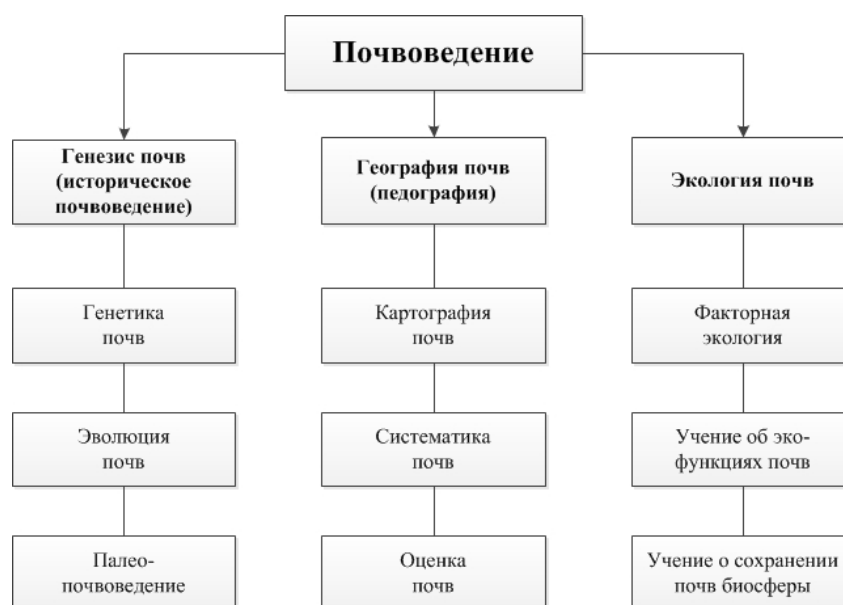 Почвоведение
Генезис почв
(историческое
почвоведение)
Генетика
почв
Эволюция
почв
Палео-
почвоведение
География почв
(педография)
Картография
почв
Систематика
почв
Оценка
почв
Экология почв
Факторная
экология
Учение об эко-
функциях почв
Учение о сохранении
почв биосферы